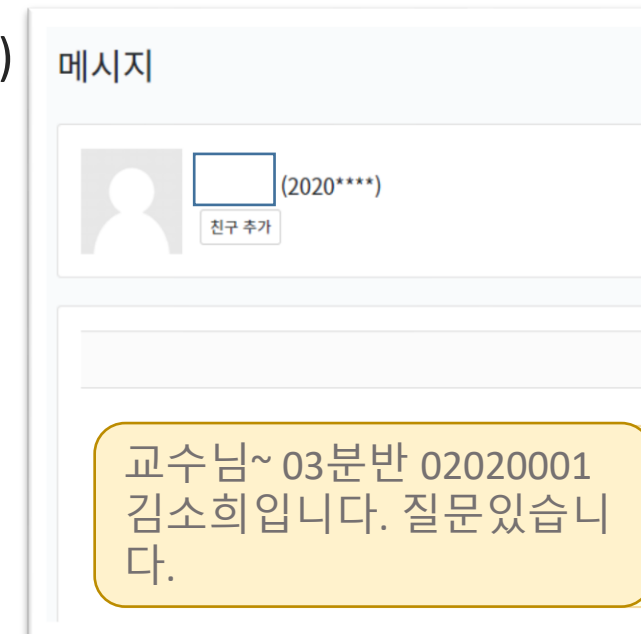 )
메시지
(2020****)
친구 추가
교수님~ 03분반 02020001
김소희입니다. 질문있습니
다.